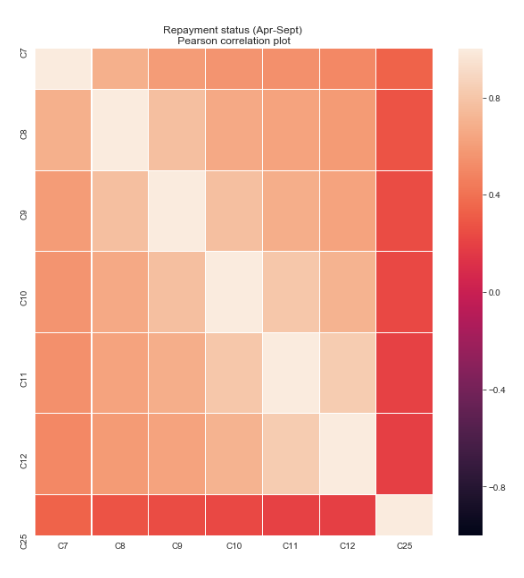 Repayment status (Apr-Sept)
Pearson correlation plot
C7
C8
C9
C10
C11
C12
C25
C7 C8 C9 C10 C11 C12 C25
0.8
0.4
0.0
−0.4
−0.8